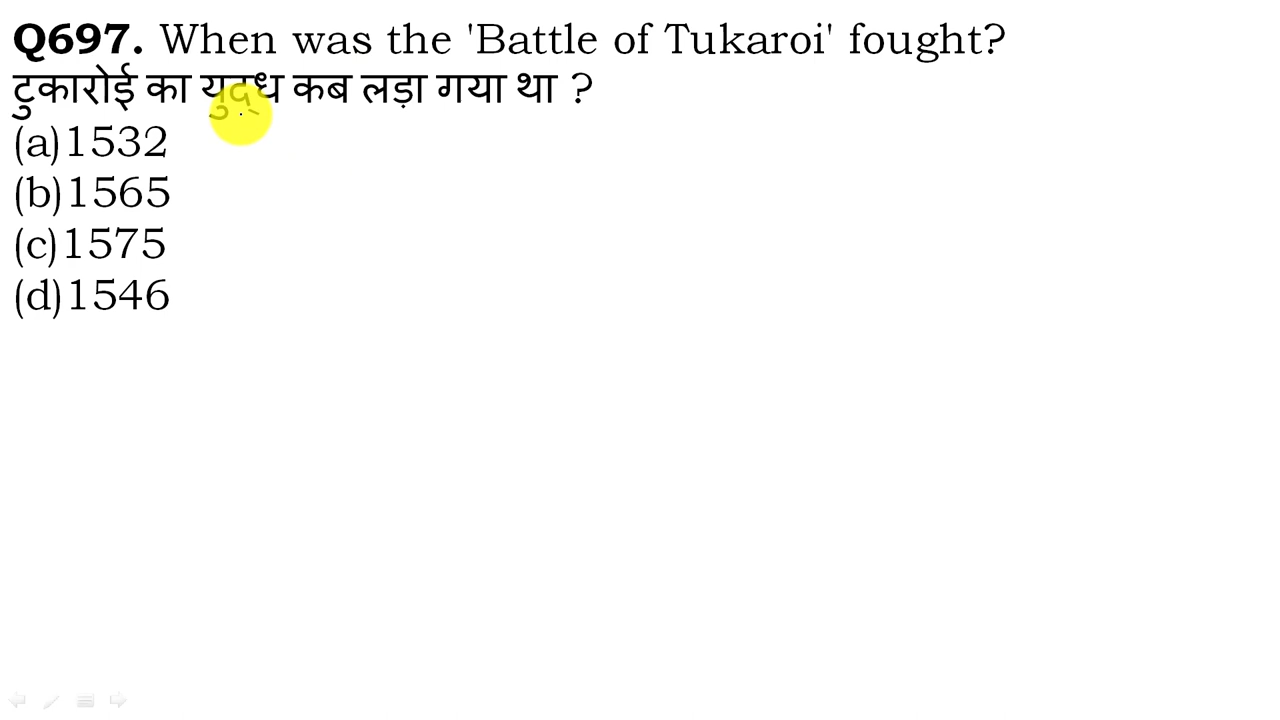 Q697. When was the 'Battle of Tukaroi' fought?
टुकारोई का युद्ध कब लड़ा गया था ?
(a)1532
(b)1565
(c)1575
(d)1546